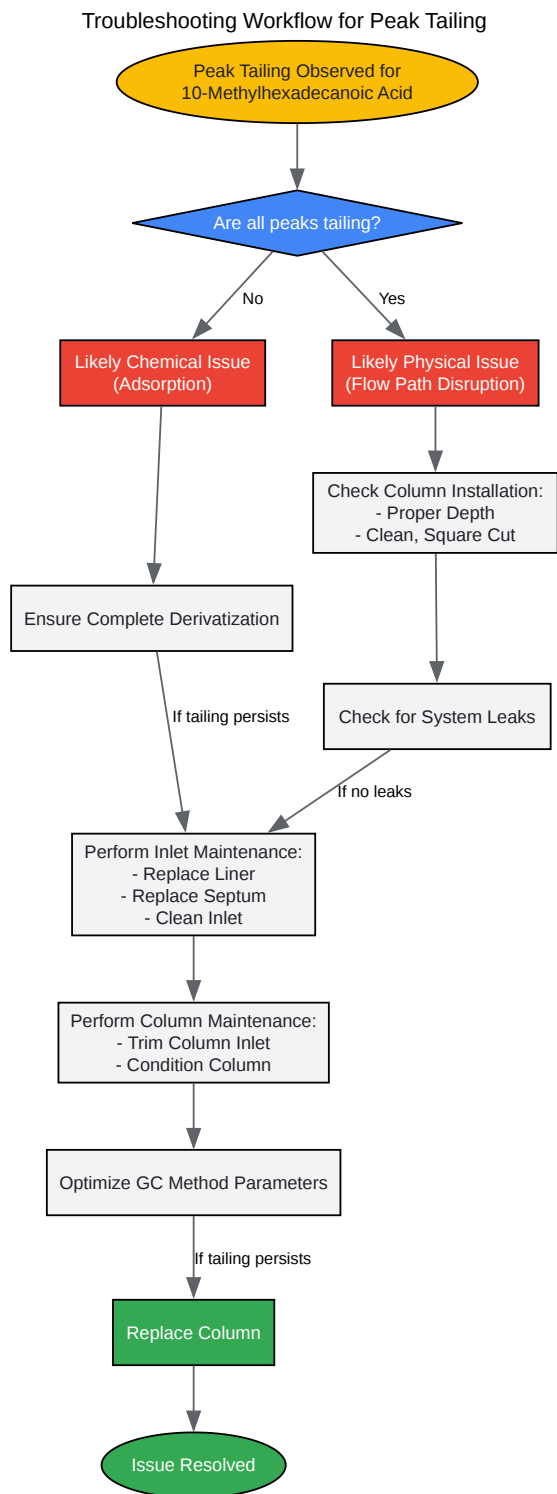 Troubleshooting Workflow for Peak Tailing
Peak Tailing Observed for
10-Methylhexadecanoic Acid
Are all peaks tailing?
No
Yes
Likely Chemical Issue
(Adsorption)
Likely Physical Issue
(Flow Path Disruption)
Check Column Installation:
- Proper Depth
- Clean, Square Cut
Ensure Complete Derivatization
Check for System Leaks
If tailing persists
If no leaks
Perform Inlet Maintenance:
- Replace Liner
- Replace Septum
- Clean Inlet
Perform Column Maintenance:
- Trim Column Inlet
- Condition Column
Optimize GC Method Parameters
If tailing persists
Replace Column
Issue Resolved